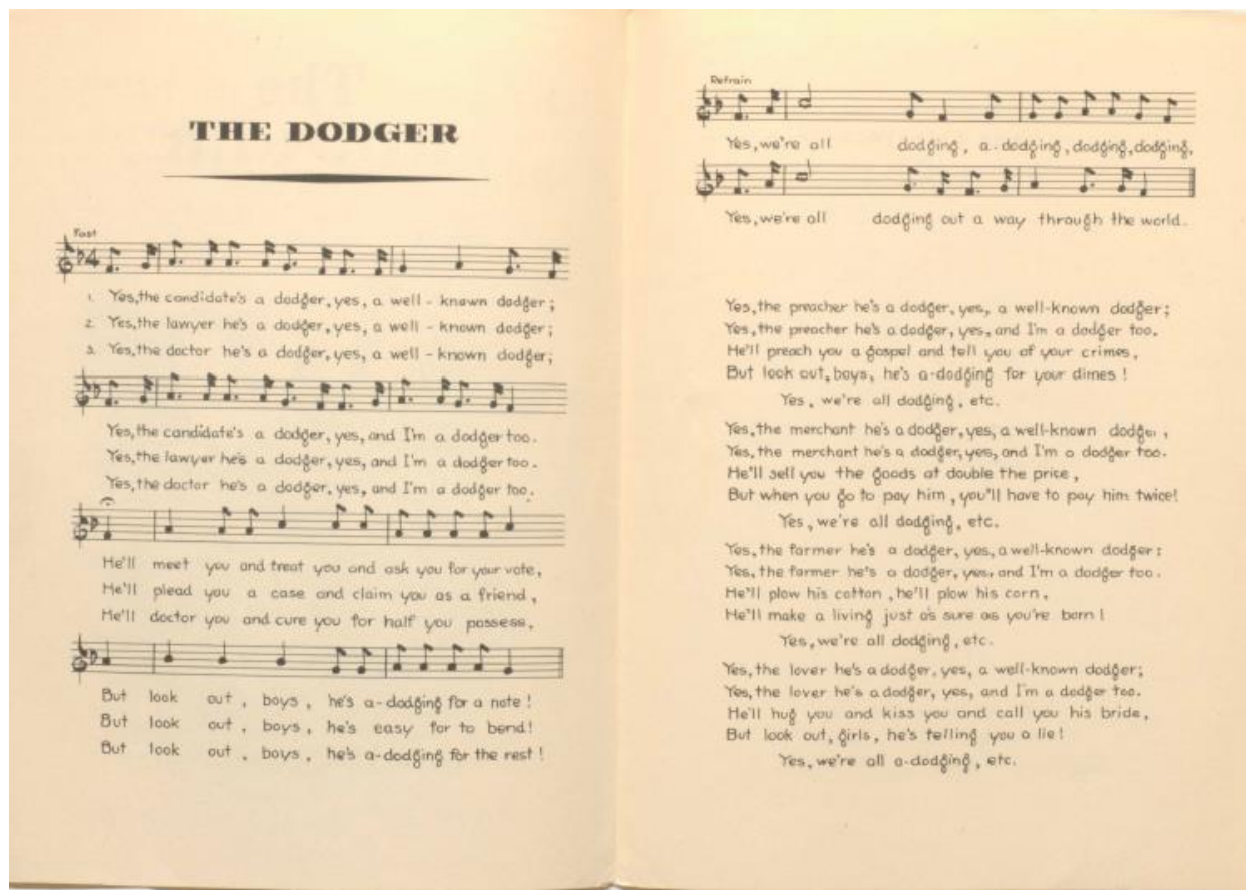 THE DODGER
Fast
1. Yes, the candidate's a dodger, yes, a well-known dodger;
2. Yes, the lawyer he's a dodger, yes, a well-known dodger;
3. Yes, the doctor he's a dodger, yes, a well-known dodger;
Yes, the candidate's a dodger, yes, and I'm a dodger too.
Yes, the lawyer he's a dodger, yes, and I'm a dodger too.
Yes, the doctor he's a dodger, yes, and I'm a dodger too.
He'll meet you and treat you and ask you for your vote,
He'll plead you a case and claim you as a friend,
He'll doctor you and cure you for half you possess,
But look out, boys, he's a-dodging for a note!
But look out, boys, he's easy for to bend!
But look out, boys, he's a-dodging for the rest!
Refrain
Yes, we're all dodging, a-dodging, dodging, dodging,
Yes, we're all dodging out a way through the world.
Yes, the preacher he's a dodger, yes, a well-known dodger;
Yes, the preacher he's a dodger, yes, and I'm a dodger too.
He'll preach you a gospel and tell you of your crimes,
But look out, boys, he's a-dodging for your dimes!
Yes, we're all dodging, etc.
Yes, the merchant he's a dodger, yes, a well-known dodger,
Yes, the merchant he's a dodger, yes, and I'm a dodger too.
He'll sell you the goods at double the price,
But when you go to pay him, you"ll have to pay him twice!
Yes, we're all dodging, etc.
Yes, the farmer he's a dodger, yes, a well-known dodger;
Yes, the farmer he's a dodger, yes, and I'm a dodger too.
He'll plow his cotton, he'll plow his corn,
He'll make a living just as sure as you're born!
Yes, we're all dodging, etc.
Yes, the lover he's a dodger, yes, a well-known dodger;
Yes, the lover he's a dodger, yes, and I'm a dodger too.
He'll hug you and kiss you and call you his bride,
But look out, girls, he's telling you a lie!
Yes, we're all a-dodging, etc.